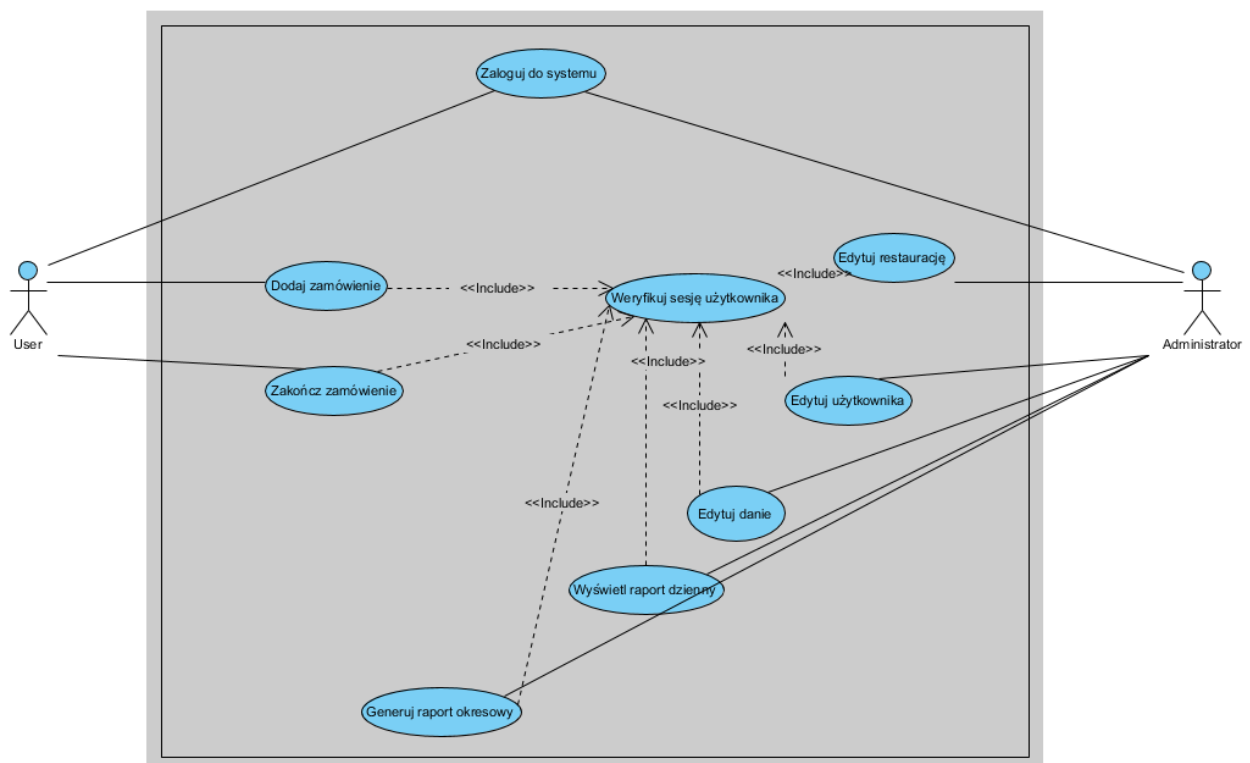 Zaloguj do systemu
Edytuj restaurację
<<Include>>
Dodaj zamówienie
<<Include>>
Weryfikuj sesję użytkownika
User
Administrator
<<Include>>
<<Include>>
Zakończ zamówienie
<<Include>>
<<Include>>
Edytuj użytkownika
<<Include>>
Edytuj danie
Wyświetl raport dzienny
Generuj raport okresowy